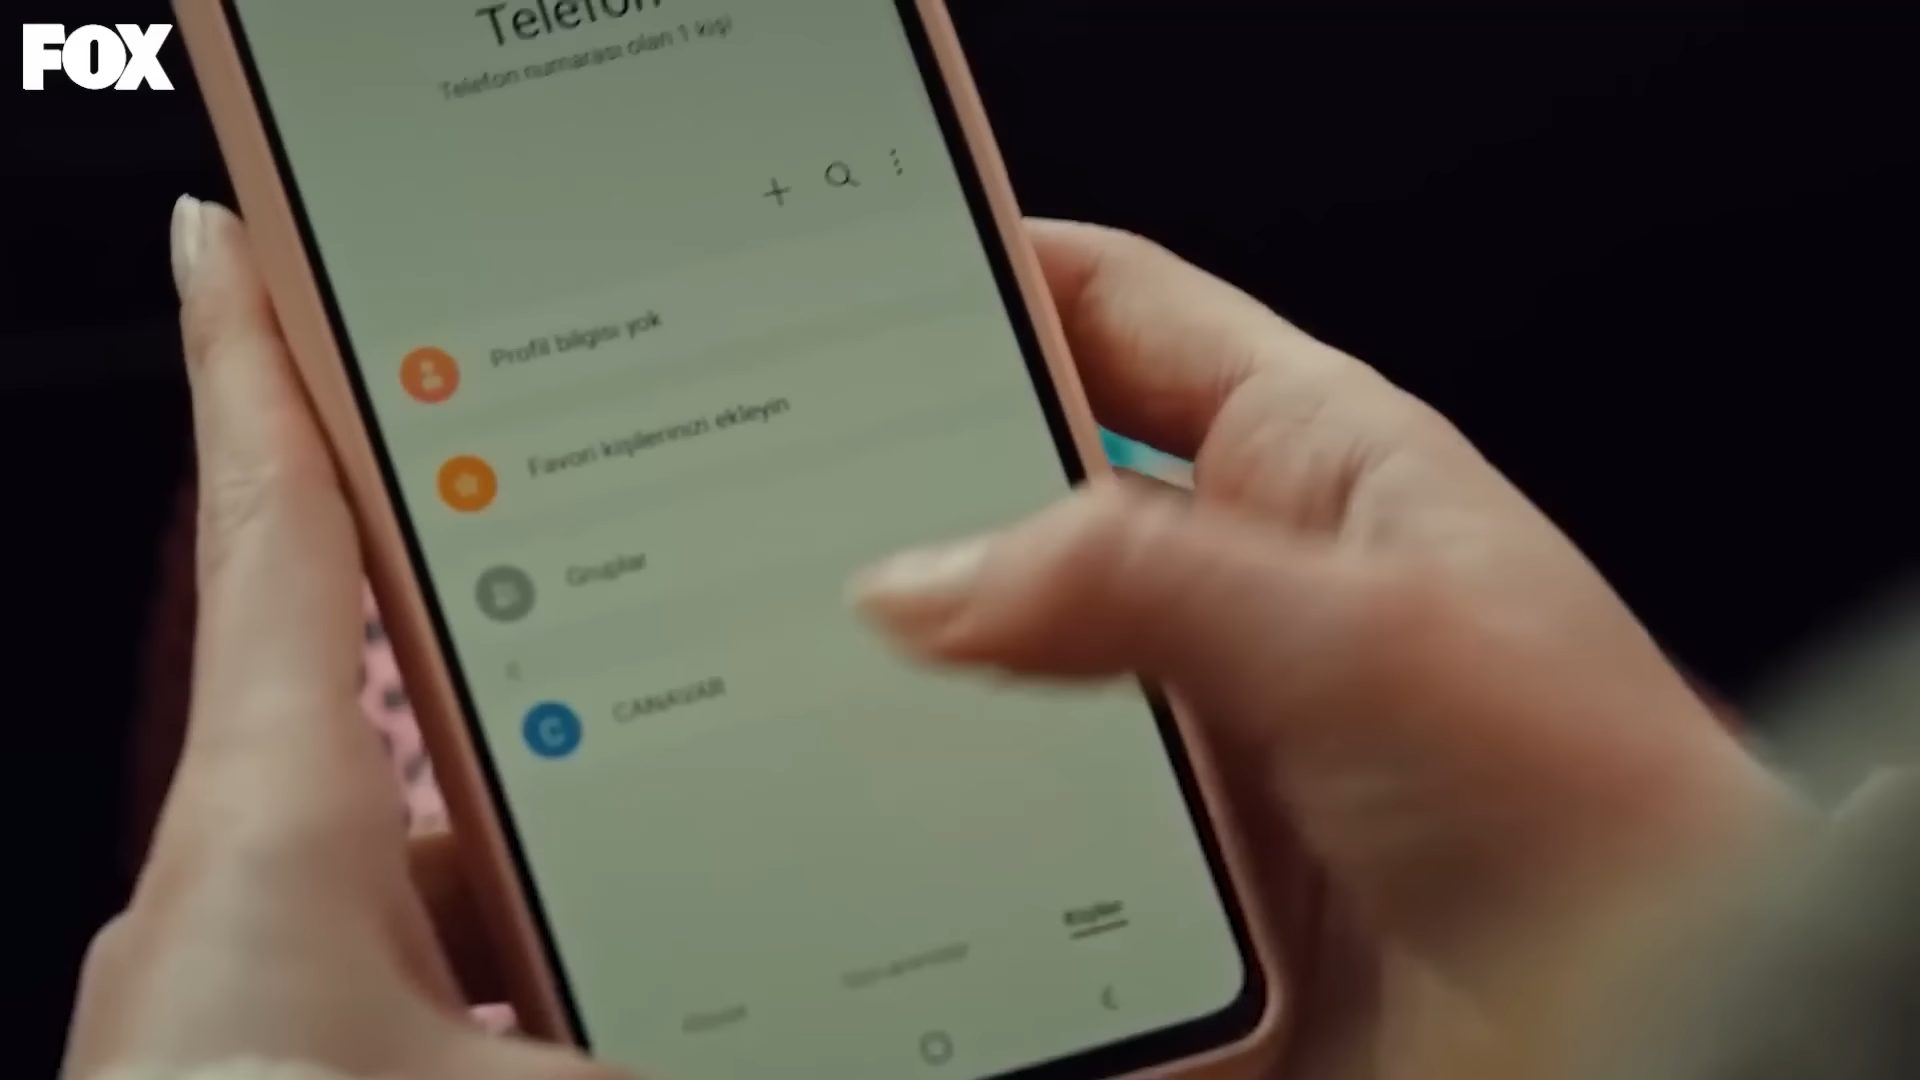 FOX
Telefon
Telefon numarası olan 1 kişi
Profil bilgisi yok
Favori kişilerinizi ekleyin
Gruplar
C
C CANAVAR
Kişiler